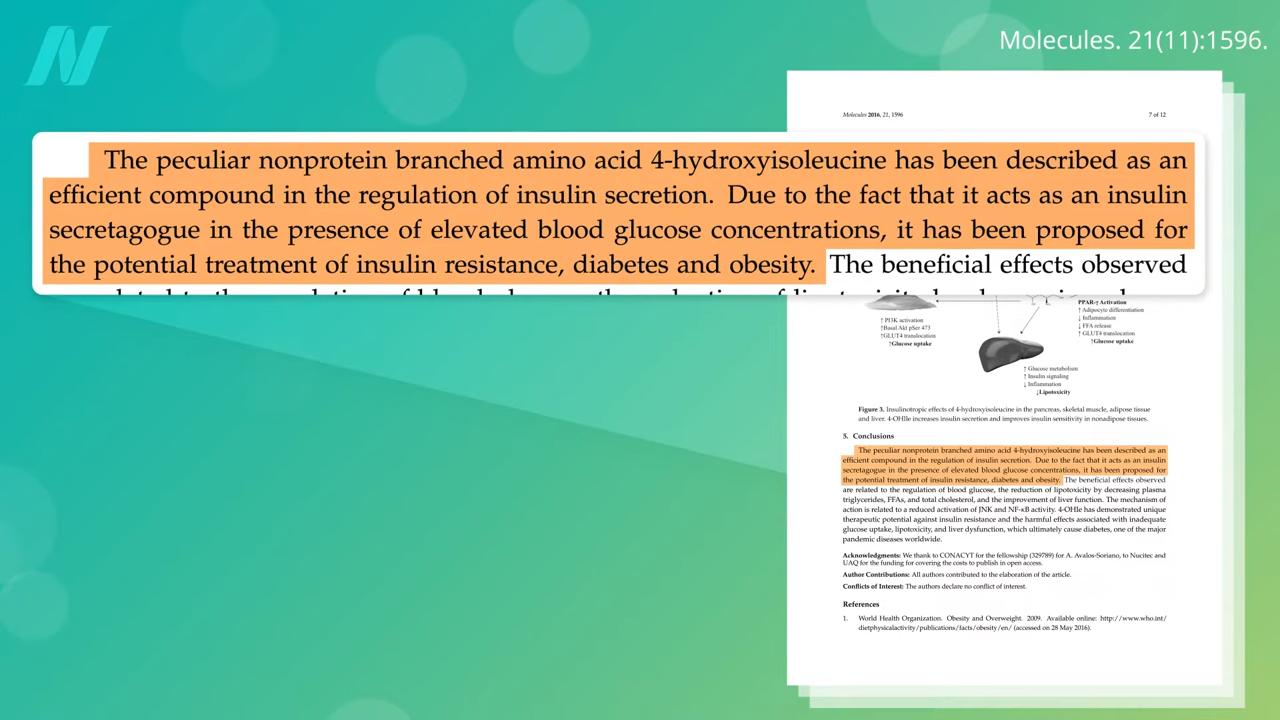 Molecules. 21(11):1596.
Molecules 2016, 21, 1596
7 of 12
The peculiar nonprotein branched amino acid 4-hydroxyisoleucine has been described as an
efficient compound in the regulation of insulin secretion. Due to the fact that it acts as an insulin
secretagogue in the presence of elevated blood glucose concentrations, it has been proposed for
the potential treatment of insulin resistance, diabetes and obesity. The beneficial effects observed
↑ PI3K activation
↑Basal Akt pSer 473
↑GLUT4 translocation
↑Glucose uptake
PPAR-γ Activation
↑ Adipocyte differentiation
↓ Inflammation
↓ FFA release
↑ GLUT4 translocation
↑Glucose uptake
↑ Glucose metabolism
↑ Insulin signaling
↓ Inflammation
↓Lipotoxicity
Figure 3. Insulinotropic effects of 4-hydroxyisoleucine in the pancreas, skeletal muscle, adipose tissue
and liver. 4-OHIle increases insulin secretion and improves insulin sensitivity in nonadipose tissues.
5. Conclusions
The peculiar nonprotein branched amino acid 4-hydroxyisoleucine has been described as an
efficient compound in the regulation of insulin secretion. Due to the fact that it acts as an insulin
secretagogue in the presence of elevated blood glucose concentrations, it has been proposed for
the potential treatment of insulin resistance, diabetes and obesity. The beneficial effects observed
are related to the regulation of blood glucose, the reduction of lipotoxicity by decreasing plasma
triglycerides, FFAs, and total cholesterol, and the improvement of liver function. The mechanism of
action is related to a reduced activation of JNK and NF-κB activity. 4-OHIle has demonstrated unique
therapeutic potential against insulin resistance and the harmful effects associated with inadequate
glucose uptake, lipotoxicity, and liver dysfunction, which ultimately cause diabetes, one of the major
pandemic diseases worldwide.
Acknowledgments: We thank to CONACYT for the fellowship (329789) for A. Avalos-Soriano, to Nucitec and
UAQ for the funding for covering the costs to publish in open access.
Author Contributions: All authors contributed to the elaboration of the article.
Conflicts of Interest: The authors declare no conflict of interest.
References
1. World Health Organization. Obesity and Overweight. 2009. Available online: http://www.who.int/
dietphysicalactivity/publications/facts/obesity/en/ (accessed on 28 May 2016).